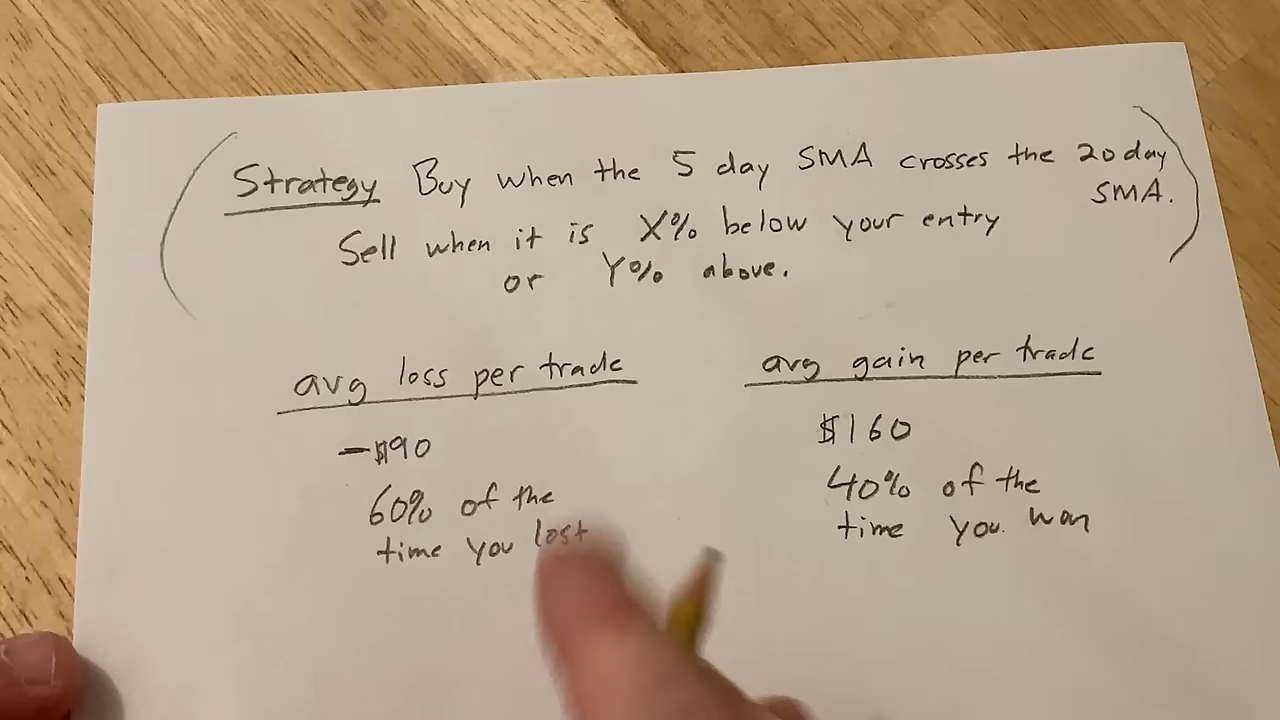 Strategy Buy when the 5 day SMA crosses the 20 day
SMA.
Sell when it is X% below your entry
or Y% above.
avg loss per trade
-$90
60% of the
time you lost
avg gain per trade
$160
40% of the
time you won